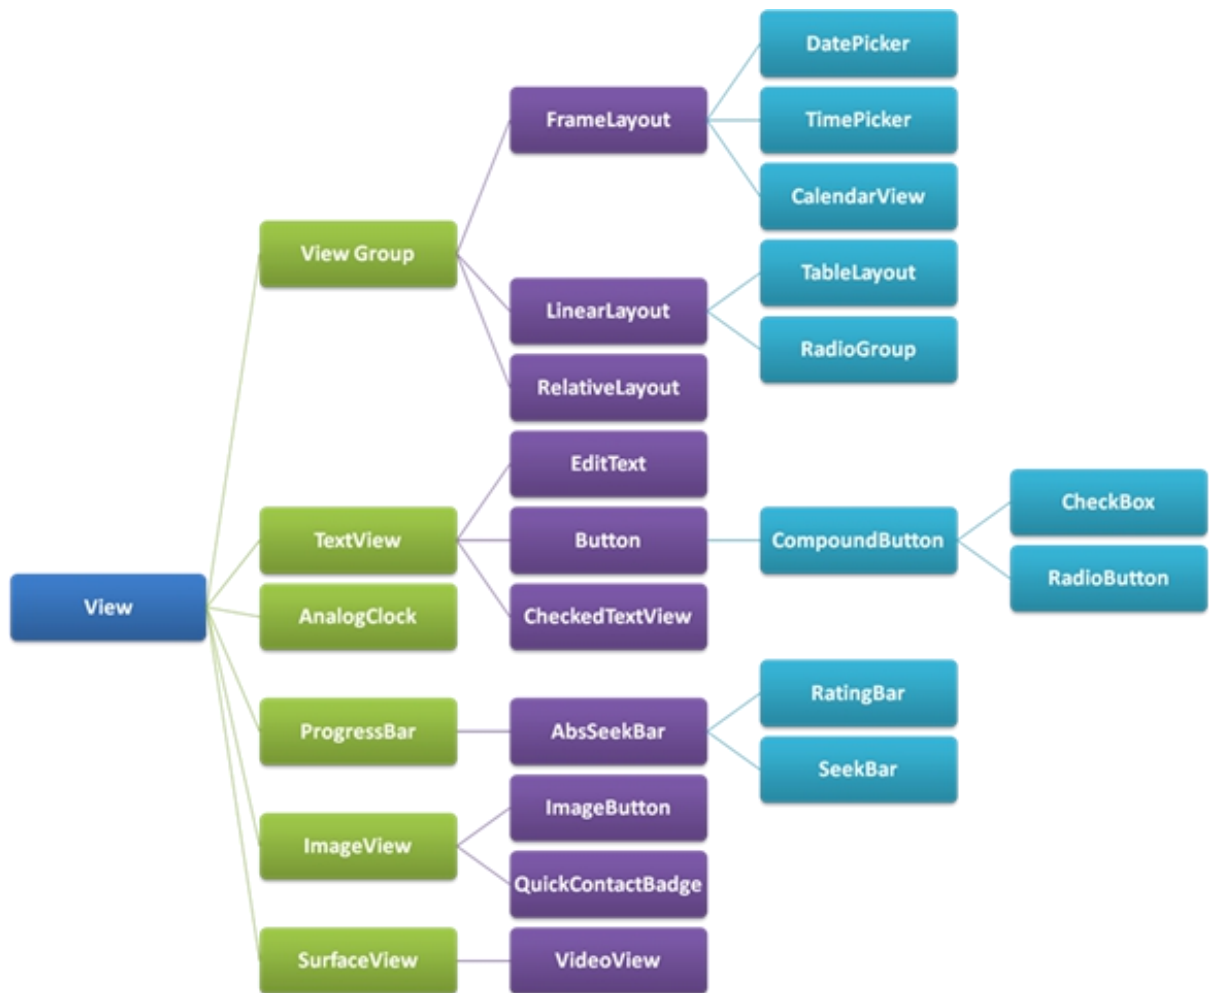 DatePicker
FrameLayout
TimePicker
CalendarView
View Group
TableLayout
LinearLayout
RadioGroup
RelativeLayout
EditText
CheckBox
TextView
Button
CompoundButton
RadioButton
View
AnalogClock
CheckedTextView
RatingBar
ProgressBar
AbsSeekBar
SeekBar
ImageButton
ImageView
QuickContactBadge
SurfaceView
VideoView